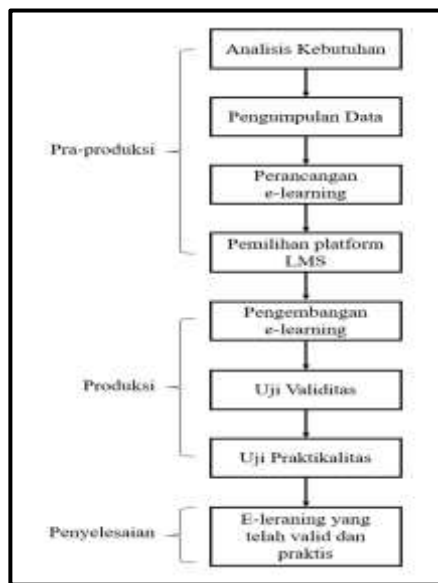 Analisis Kebutuhan
Pengumpulan Data
Pra-produksi
Perancangan
e-learning
Pemilihan platform
LMS
Pengembangan
e-learning
Produksi
Uji Validitas
Uji Praktikalitas
Penyelesaian
E-leraning yang
telah valid dan
praktis